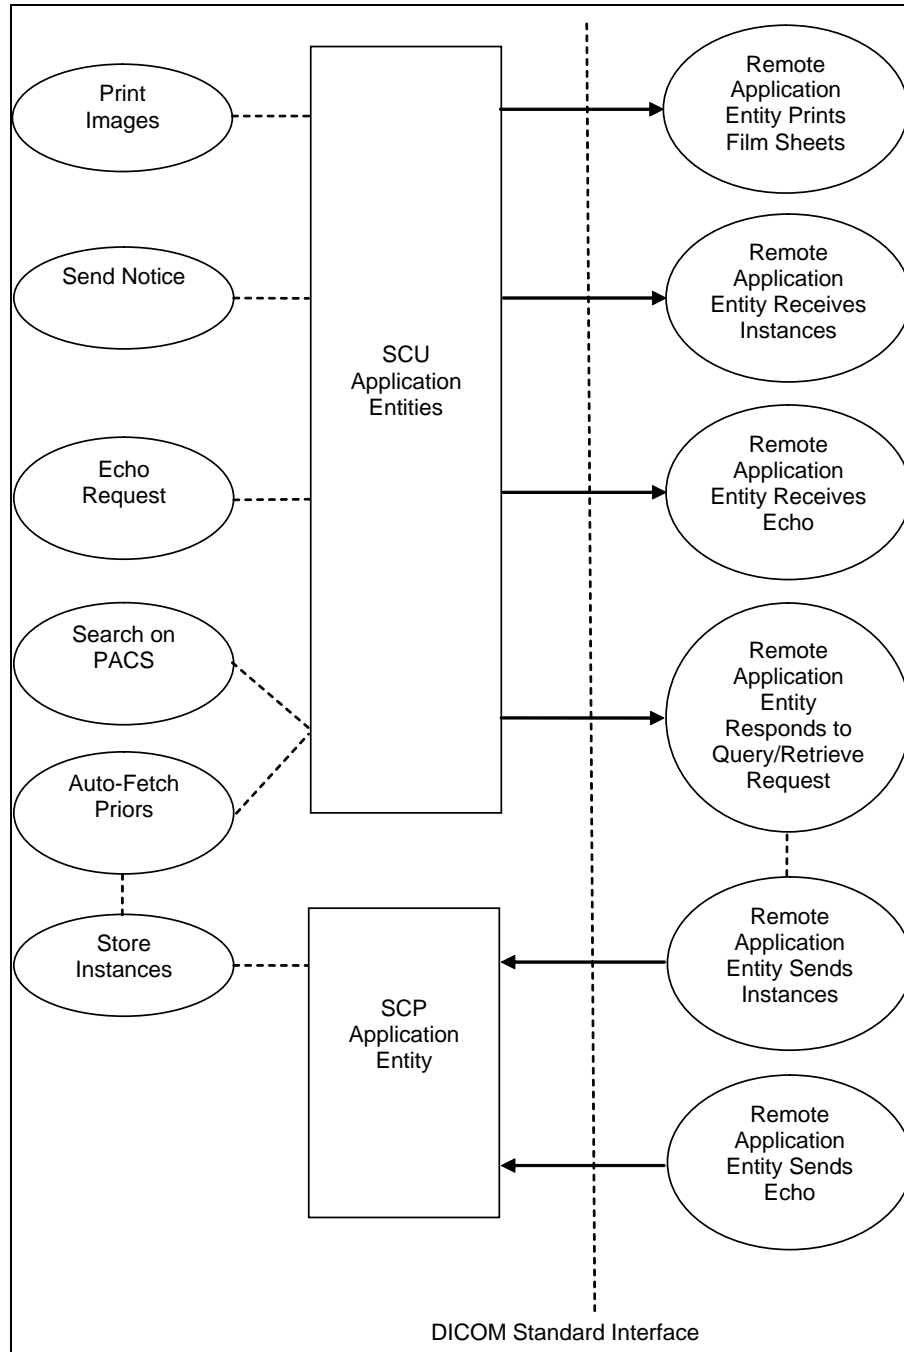 Print
Images
Remote
Application
Entity Prints
Film Sheets
Send Notice
Remote
Application
Entity Receives
Instances
SCU
Application
Entities
Echo
Request
Remote
Application
Entity Receives
Echo
Search on
PACS
Remote
Application
Entity
Responds to
Query/Retrieve
Request
Auto-Fetch
Priors
Store
Instances
SCP
Application
Entity
Remote
Application
Entity Sends
Instances
Remote
Application
Entity Sends
Echo
DICOM Standard Interface